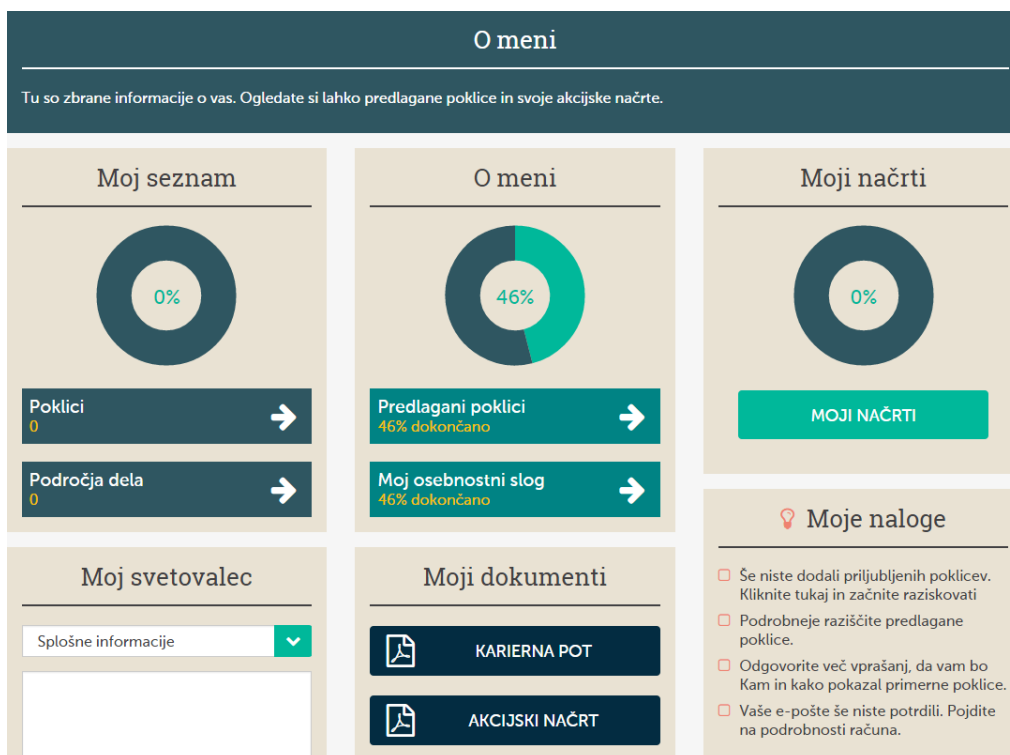 O meni
Tu so zbrane informacije o vas. Ogledate si lahko predlagane poklice in svoje akcijske načrte.
Moj seznam
0%
Poklici
0
Področja dela
0
O meni
46%
Predlagani poklici
46% dokončano
Moj osebnostni slog
46% dokončano
Moji načrti
0%
MOJI NAČRTI
Moj svetovalec
Splošne informacije
Moji dokumenti
KARIERNA POT
AKCIJSKI NAČRT
Moje naloge
Še niste dodali priljubljenih poklicev.
Kliknite tukaj in začnite raziskovati
Podrobneje raziščite predlagane
poklice.
Odgovorite več vprašanj, da vam bo
Kam in kako pokazal primerne poklice.
Vaše e-pošte še niste potrdili. Pojdite
na podrobnosti računa.